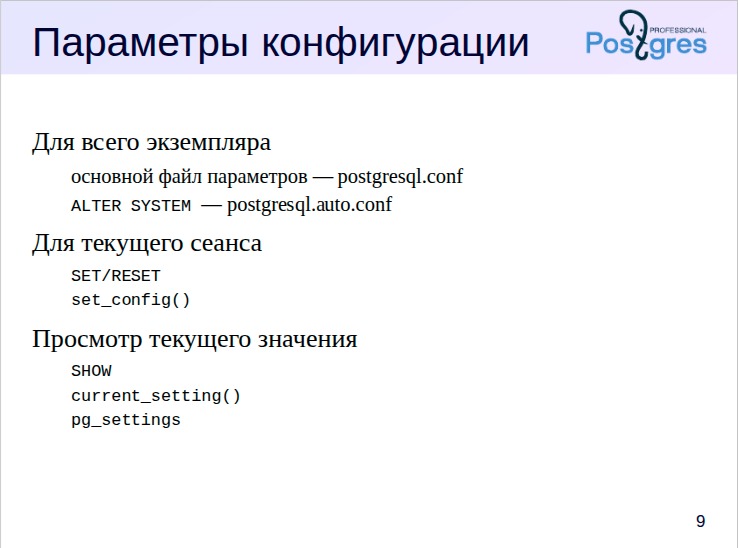 Параметры конфигурации
PROFESSIONAL
Postgres
Для всего экземпляра
основной файл параметров — postgresql.conf
ALTER SYSTEM — postgresql.auto.conf
Для текущего сеанса
SET/RESET
set_config()
Просмотр текущего значения
SHOW
current_setting()
pg_settings
9